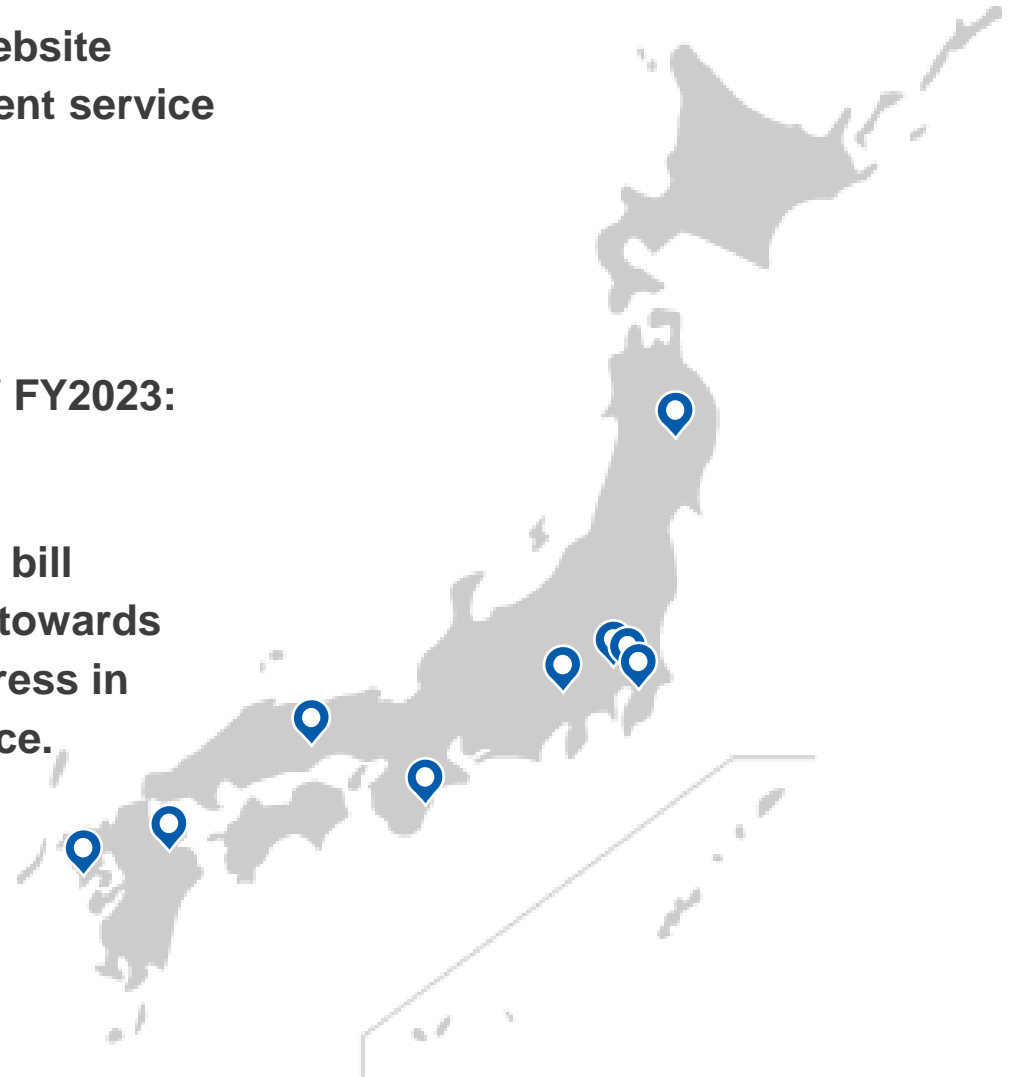 ebsite
ent service
FY2023:
bill
towards
ress in
ce.